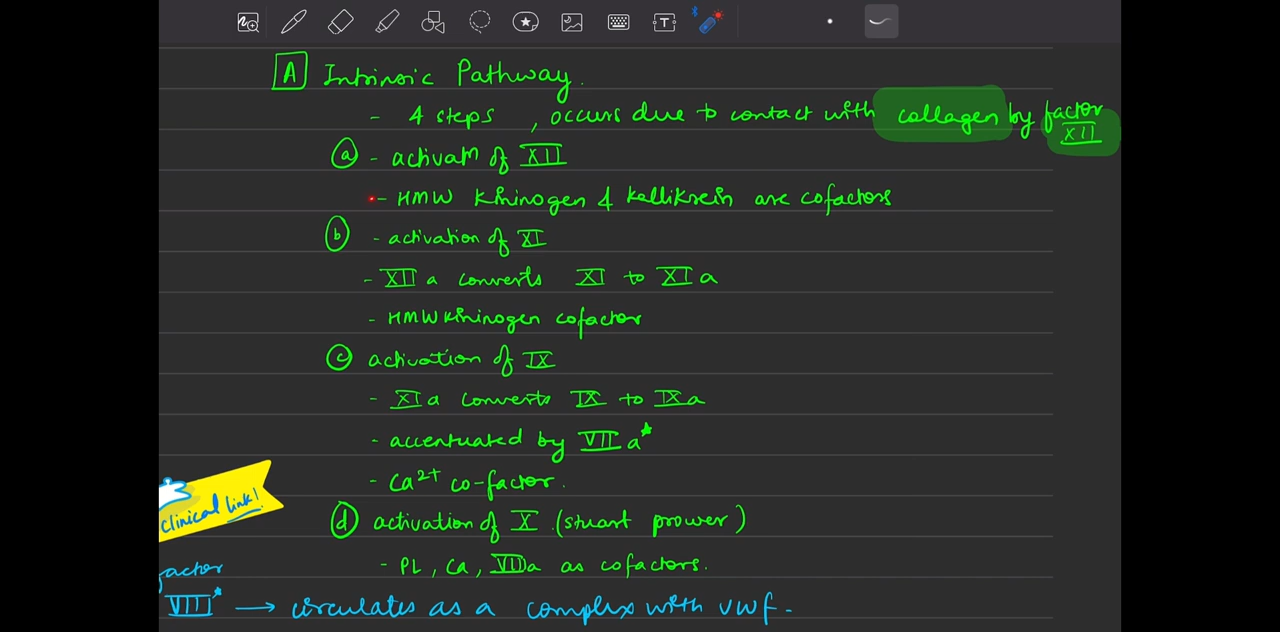 A Intrinsic Pathway.
- 4 steps, occurs due to contact with collagen by factor XII
a - activatn of XII
- HMW Kininogen & kallikrein are cofactors
b - activation of XI
- XII a converts XI to XI a
- HMW Kininogen cofactor
c activation of IX
- XI a converts IX to IX a
- accentuated by VII a*
- Ca2+ co-factor.
clinical link!
d activation of X (stuart prower)
- PL, Ca, VIIIa as cofactors.
factor
VIII* → circulates as a complex with vwf -